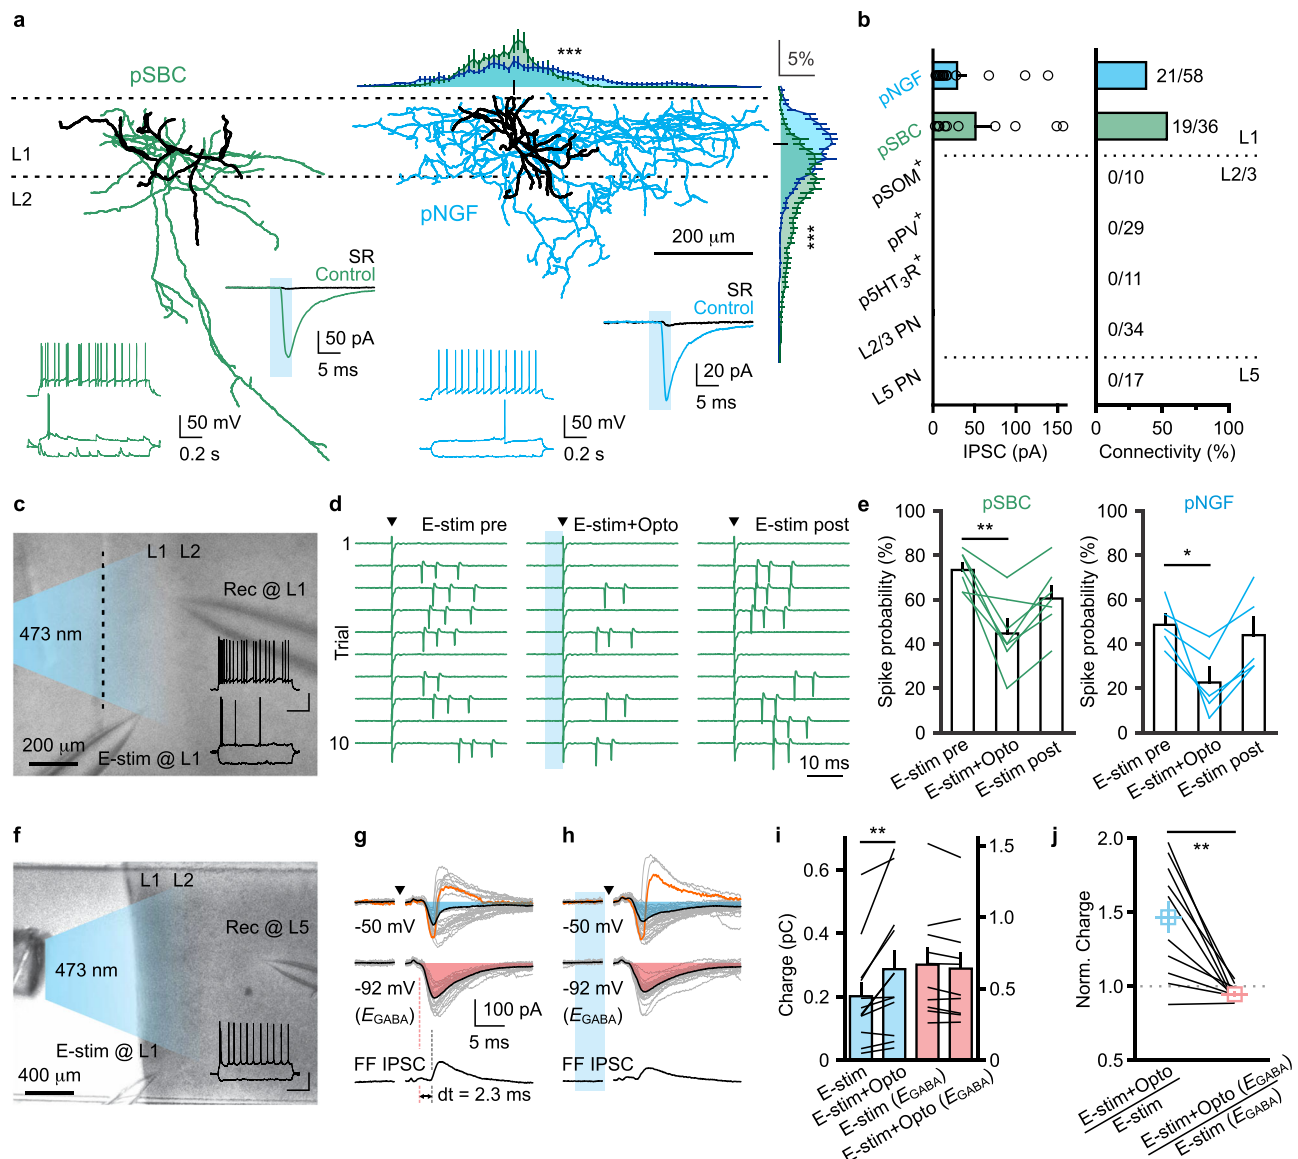 a
pSBC
***
5%
L1
L2
pNGF
200 µm
***
SR
Control
50 pA
5 ms
SR
Control
20 pA
5 ms
50 mV
0.2 s
50 mV
0.2 s
b
pNGF
21/58
pSBC
19/36
L1
pSOM+
0/10
L2/3
pPV+
0/29
p5HT3R+
0/11
L2/3 PN
0/34
L5 PN
0/17
L5
0 50 100 150
IPSC (pA)
0 50 100
Connectivity (%)
c
L1 L2
Rec @ L1
473 nm
200 µm
E-stim @ L1
d
E-stim pre
E-stim+Opto
E-stim post
1
Trial
10
10 ms
e
pSBC
100
80
60
40
20
0
Spike probability (%)
**
E-stim pre
E-stim+Opto
E-stim post
pNGF
100
80
60
40
20
0
Spike probability (%)
*
E-stim pre
E-stim+Opto
E-stim post
f
L1 L2
Rec @ L5
473 nm
E-stim @ L1
400 µm
g
-50 mV
-92 mV
(EGABA)
100 pA
5 ms
FF IPSC
dt = 2.3 ms
h
-50 mV
-92 mV
(EGABA)
FF IPSC
i
**
0.6
0.4
0.2
0
Charge (pC)
1.5
1.0
0.5
0
E-stim
E-stim+Opto
E-stim (EGABA)
E-stim+Opto (EGABA)
j
**
2.0
1.5
1.0
0.5
Norm. Charge
E-stim+Opto
E-stim
E-stim+Opto (EGABA)
E-stim (EGABA)